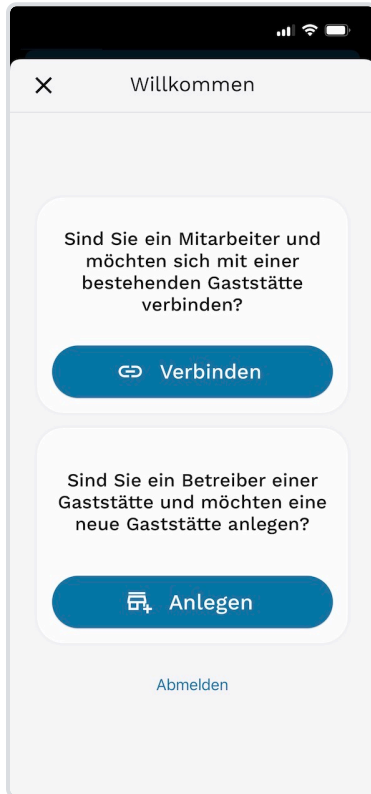 Willkommen
Sind Sie ein Mitarbeiter und
möchten sich mit einer
bestehenden Gaststätte
verbinden?
Verbinden
Sind Sie ein Betreiber einer
Gaststätte und möchten eine
neue Gaststätte anlegen?
Anlegen
Abmelden